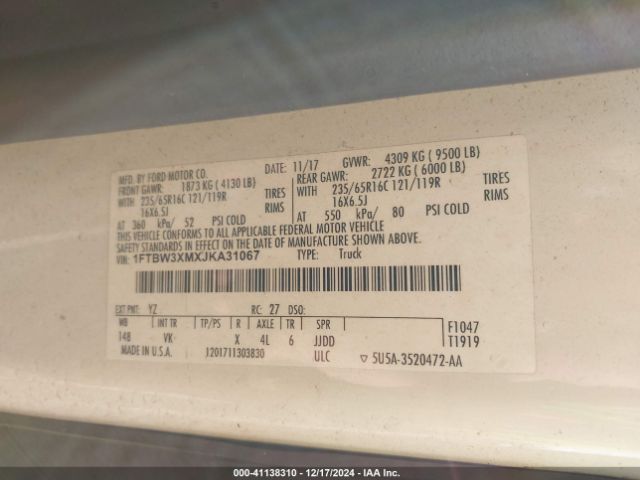 MFD. BY FORD MOTOR CO.
DATE: 11/17 GVWR: 4309 KG ( 9500 LB)
FRONT GAWR: 1873 KG ( 4130 LB)
REAR GAWR: 2722 KG ( 6000 LB)
WITH 235/65R16C 121/119R TIRES
WITH 235/65R16C 121/119R TIRES
16X6.5J RIMS
16X6.5J RIMS
AT 360 kPa/ 52 PSI COLD
AT 550 kPa/ 80 PSI COLD
THIS VEHICLE CONFORMS TO ALL APPLICABLE FEDERAL MOTOR VEHICLE
SAFETY STANDARDS IN EFFECT ON THE DATE OF MANUFACTURE SHOWN ABOVE.
VIN: 1FTBW3XMXJKA31067 TYPE: Truck
EXT PNT: YZ RC: 27 DSO:
WB INT TR TP/PS R AXLE TR SPR F1047
148 VK X 4L 6 JJDD T1919
MADE IN U.S.A. 1201711303830 ULC ▽ 5U5A-3520472-AA
000-41138310 | 12/17/2024 | IAA Inc.